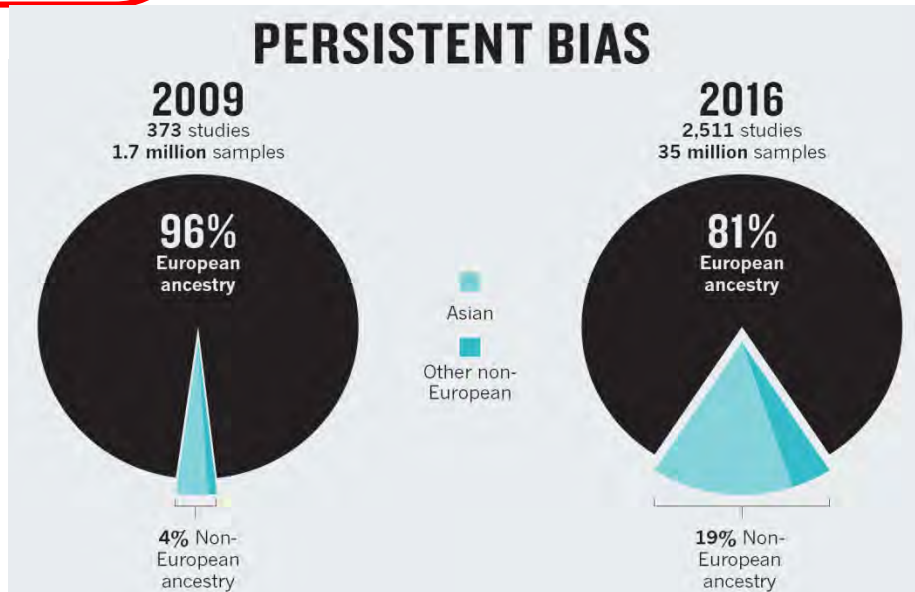 PERSISTENT BIAS
2009
373 studies
1.7 million samples
96%
European
ancestry
4% Non-
European
ancestry
Asian
Other non-
European
2016
2,511 studies
35 million samples
81%
European
ancestry
19% Non-
European
ancestry